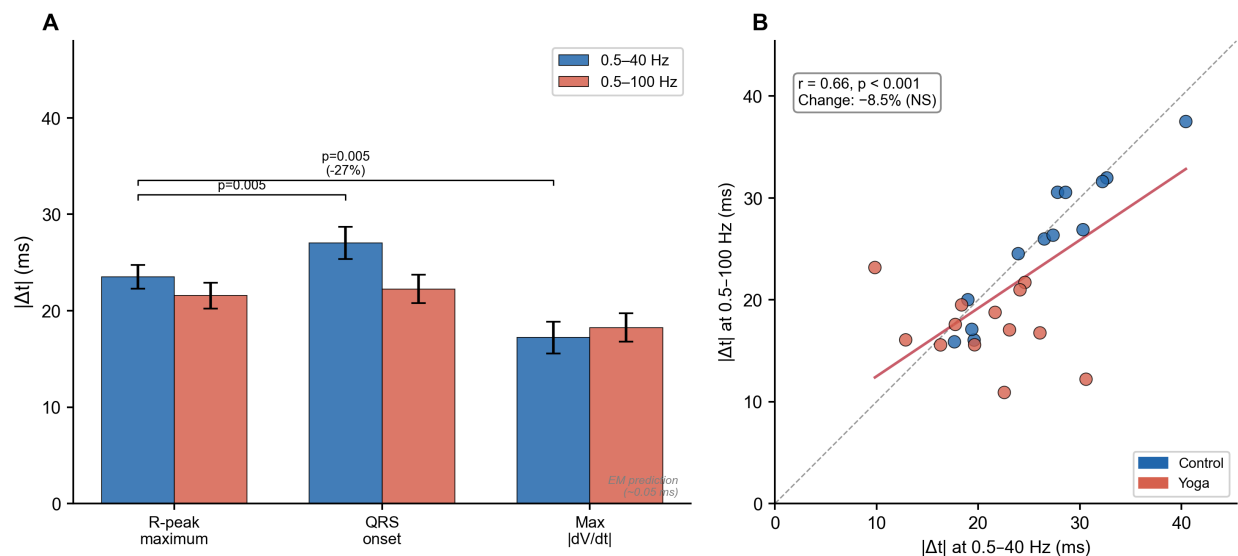 A
0.5–40 Hz
0.5–100 Hz
p=0.005
(-27%)
p=0.005
|Δt| (ms)
40
30
20
10
0
EM prediction
(~0.05 ms)
R-peak
maximum
QRS
onset
Max
|dV/dt|
B
r = 0.66, p < 0.001
Change: −8.5% (NS)
|Δt| at 0.5–100 Hz (ms)
40
30
20
10
0
Control
Yoga
0
10
20
30
40
|Δt| at 0.5–40 Hz (ms)